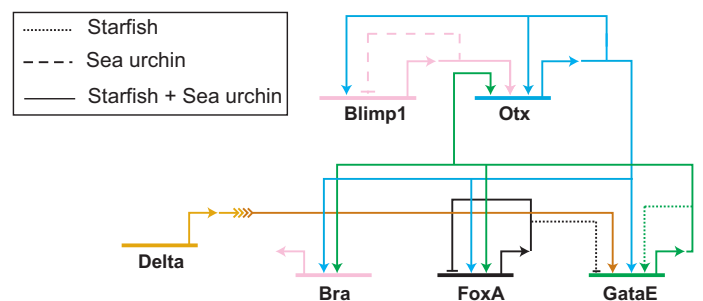 Starfish
Sea urchin
Starfish + Sea urchin
Blimp1
Otx
Delta
Bra
FoxA
GataE